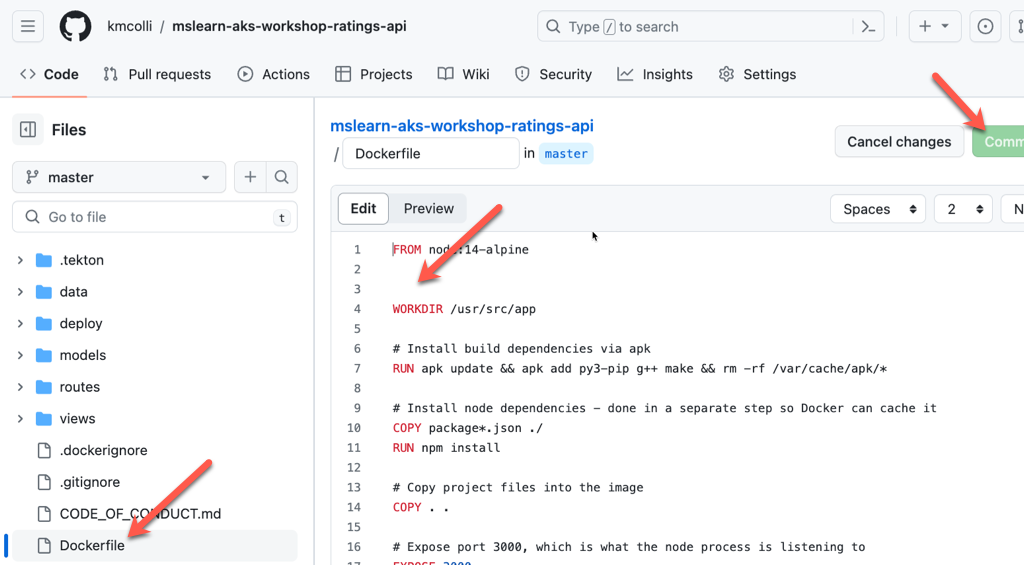 kmcolli / mslearn-aks-workshop-ratings-api
Type / to search
Code
Pull requests
Actions
Projects
Wiki
Security
Insights
Settings
Files
master
Go to file
t
.tekton
data
deploy
models
routes
views
.dockerignore
.gitignore
CODE_OF_CONDUCT.md
Dockerfile
mslearn-aks-workshop-ratings-api
/ Dockerfile in master
Cancel changes
Edit
Preview
Spaces
2
1 FROM node:14-alpine
2
3
4 WORKDIR /usr/src/app
5
6 # Install build dependencies via apk
7 RUN apk update && apk add py3-pip g++ make && rm -rf /var/cache/apk/*
8
9 # Install node dependencies - done in a separate step so Docker can cache it
10 COPY package*.json ./
11 RUN npm install
12
13 # Copy project files into the image
14 COPY . .
15
16 # Expose port 3000, which is what the node process is listening to
17 EXPOSE 3000